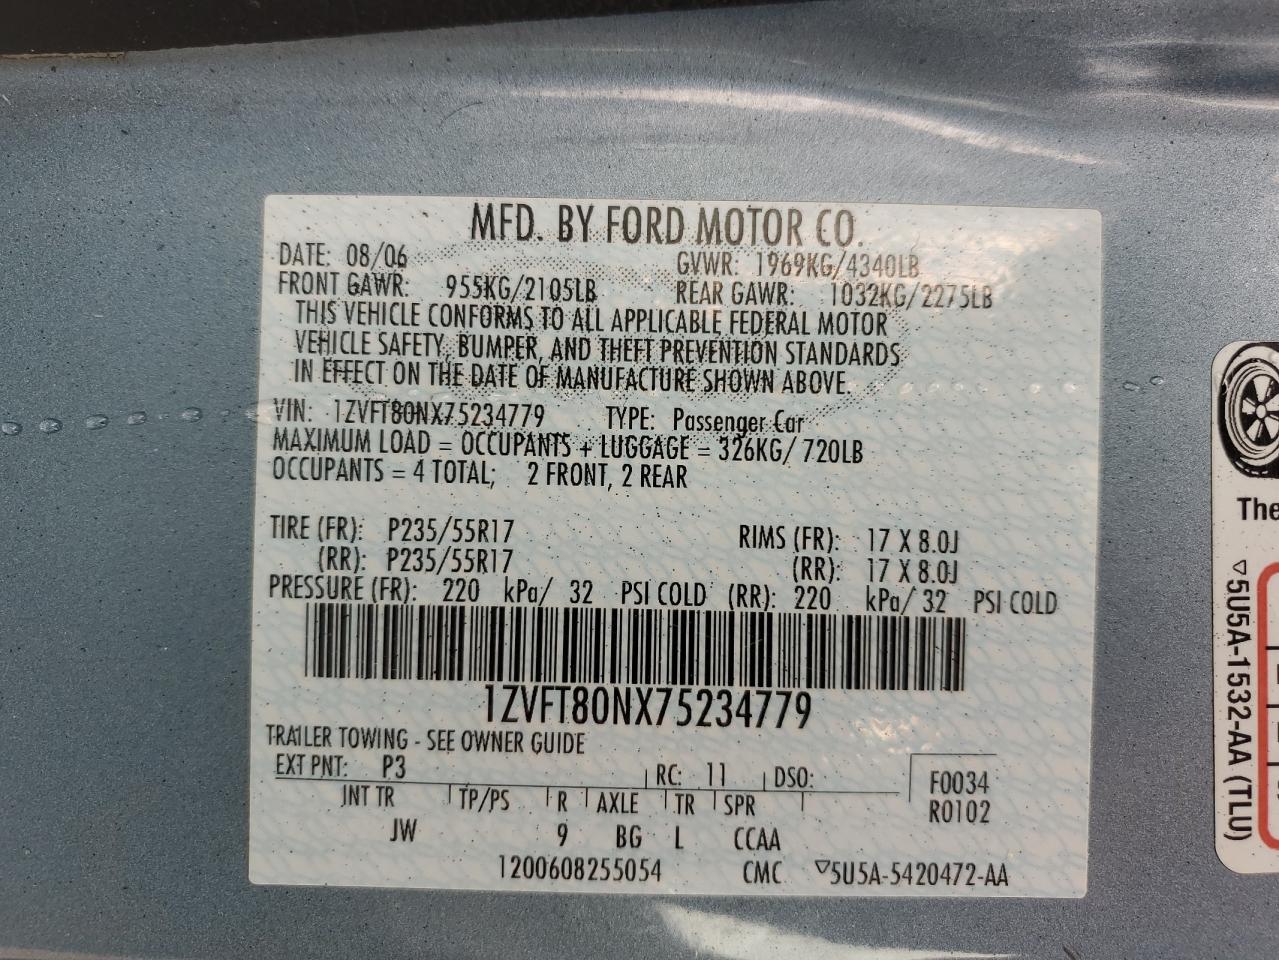 MFD. BY FORD MOTOR CO.
DATE: 08/06 GVWR: 1969KG/4340LB
FRONT GAWR: 955KG/2105LB REAR GAWR: 1032KG/2275LB
THIS VEHICLE CONFORMS TO ALL APPLICABLE FEDERAL MOTOR
VEHICLE SAFETY, BUMPER, AND THEFT PREVENTION STANDARDS
IN EFFECT ON THE DATE OF MANUFACTURE SHOWN ABOVE.
VIN: 1ZVFT80NX75234779 TYPE: Passenger Car
MAXIMUM LOAD = OCCUPANTS + LUGGAGE = 326KG/ 720LB
OCCUPANTS = 4 TOTAL; 2 FRONT, 2 REAR
TIRE (FR): P235/55R17 RIMS (FR): 17 X 8.0J
(RR): P235/55R17 (RR): 17 X 8.0J
PRESSURE (FR): 220 kPa/ 32 PSI COLD (RR): 220 kPa/ 32 PSI COLD
1ZVFT80NX75234779
TRAILER TOWING - SEE OWNER GUIDE
EXT PNT: P3 RC: 11 DSO: F0034
INT TR TP/PS R AXLE TR SPR R0102
JW 9 BG L CCAA
1200608255054 CMC ▽5U5A-5420472-AA
The
▽5U5A-1532-AA (TLU)